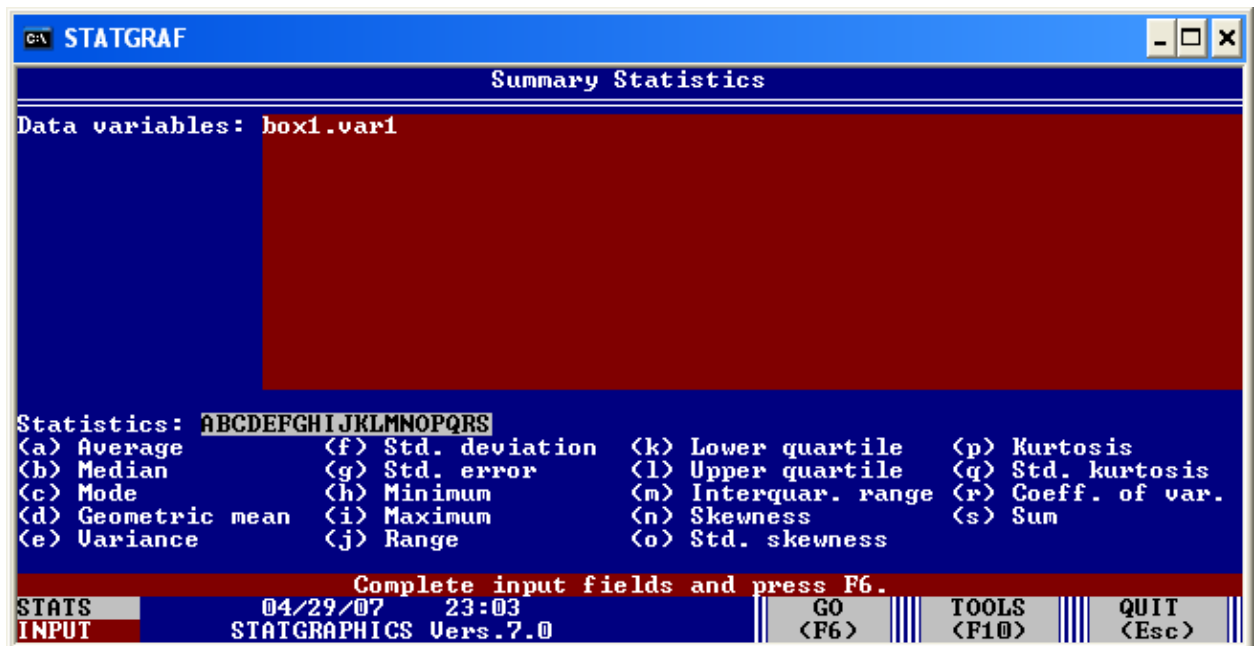 C:\ STATGRAF
Summary Statistics
Data variables: box1.var1
Statistics: ABCDEFGHIJKLMNOPQRS
(a) Average (f) Std. deviation (k) Lower quartile (p) Kurtosis
(b) Median (g) Std. error (l) Upper quartile (q) Std. kurtosis
(c) Mode (h) Minimum (m) Interquar. range (r) Coeff. of var.
(d) Geometric mean (i) Maximum (n) Skewness (s) Sum
(e) Variance (j) Range (o) Std. skewness
Complete input fields and press F6.
STATS 04/29/07 23:03 GO TOOLS QUIT
INPUT STATGRAPHICS Vers.7.0 (F6) (F10) (Esc)